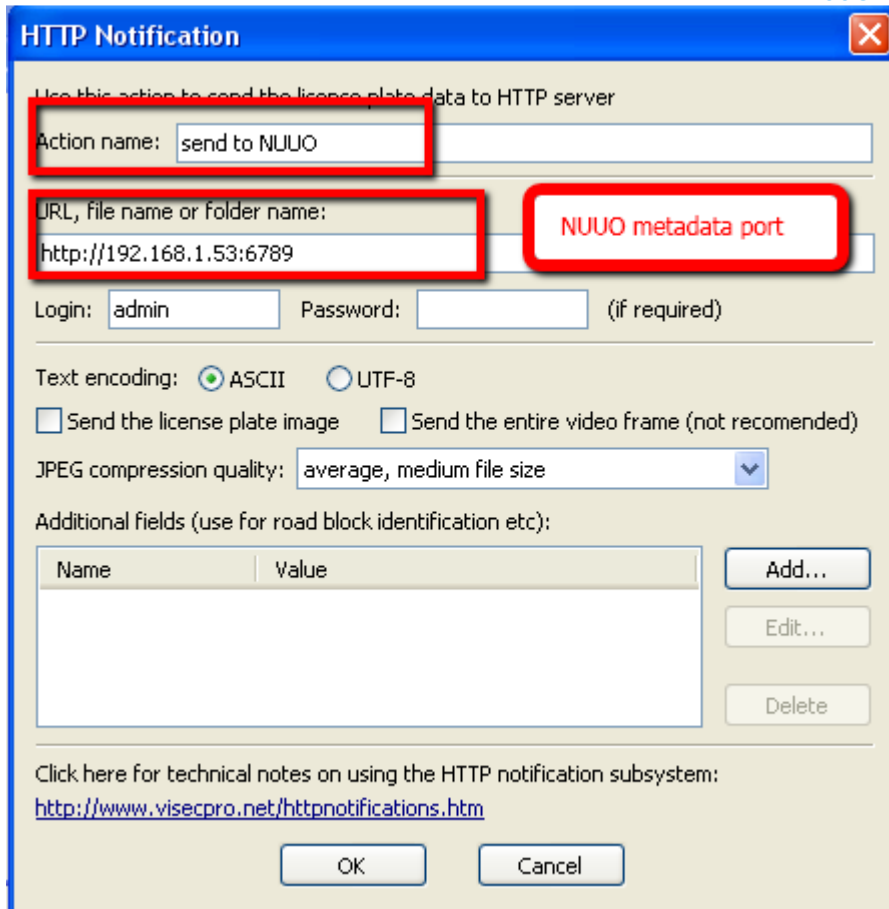 HTTP Notification
Use this action to send the license plate data to HTTP server
Action name: send to NUUO
URL, file name or folder name:
NUUO metadata port
http://192.168.1.53:6789
Login: admin Password: (if required)
Text encoding: ASCII UTF-8
Send the license plate image Send the entire video frame (not recomended)
JPEG compression quality: average, medium file size
Additional fields (use for road block identification etc):
Name Value
Add...
Edit...
Delete
Click here for technical notes on using the HTTP notification subsystem:
http://www.visecpro.net/httpnotifications.htm
OK Cancel